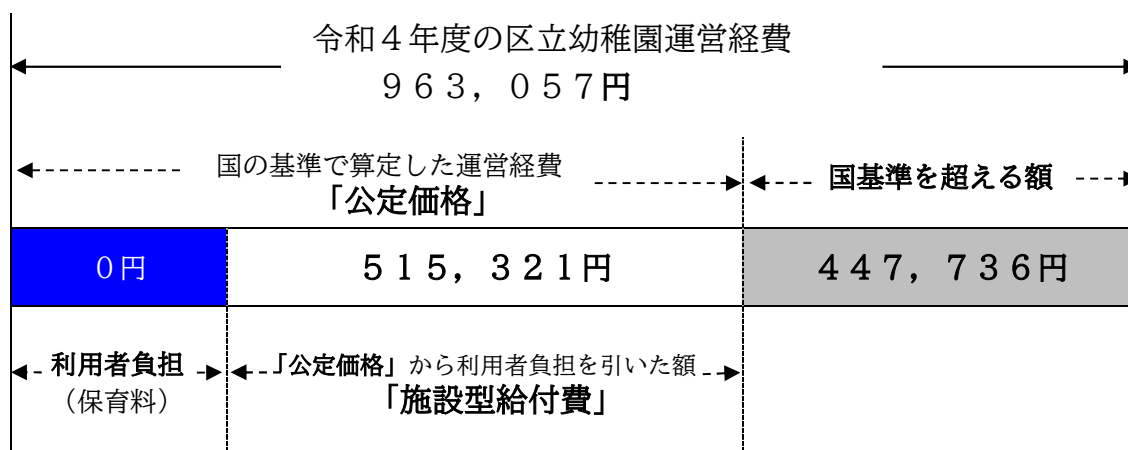 令和４年度の区立幼稚園運営経費
９６３，０５７円
国の基準で算定した運営経費
「公定価格」
国基準を超える額
０円
５１５，３２１円
４４７，７３６円
利用者負担
（保育料）
「公定価格」から利用者負担を引いた額
「施設型給付費」